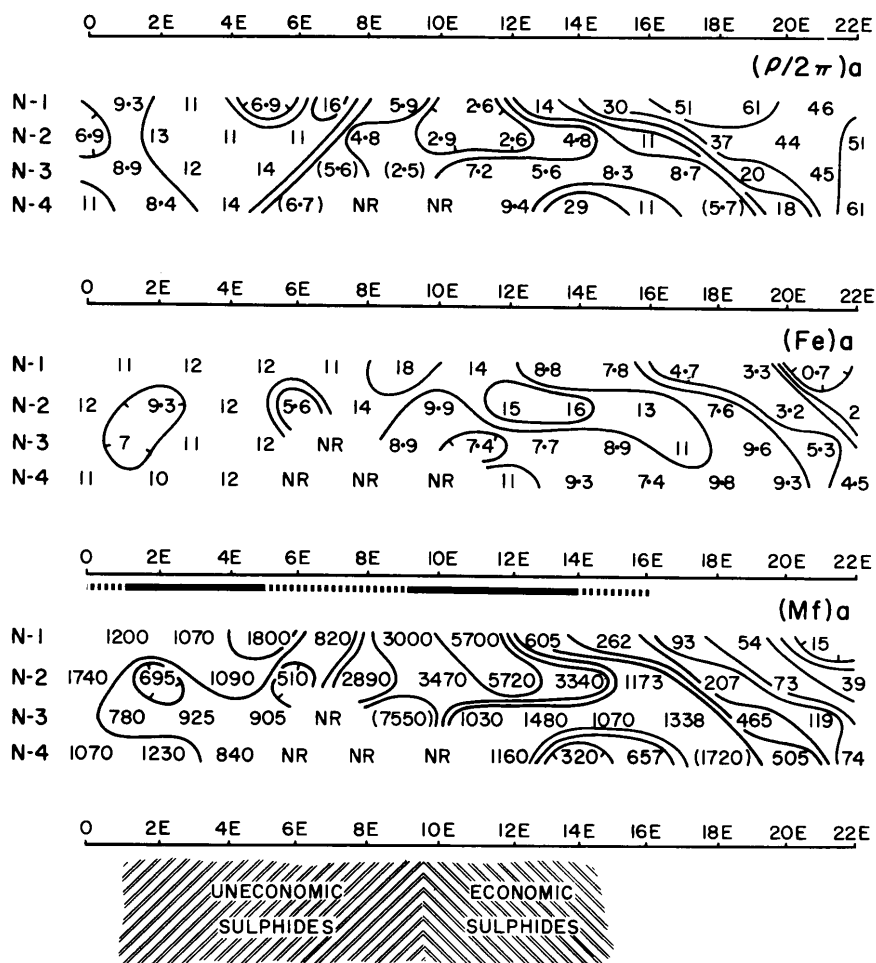 0 2E 4E 6E 8E 10E 12E 14E 16E 18E 20E 22E
(ρ/2π)a
N-1 9.3 11 6.9 16 5.9 2.6 14 30 51 61 46
N-2 6.9 13 11 11 4.8 2.9 2.6 4.8 11 37 44 51
N-3 8.9 12 14 (5.6) (2.5) 7.2 5.6 8.3 8.7 20 45
N-4 11 8.4 14 (6.7) NR NR 9.4 29 11 (5.7) 18 61
0 2E 4E 6E 8E 10E 12E 14E 16E 18E 20E 22E
(Fe)a
N-1 11 12 12 11 18 14 8.8 7.8 4.7 3.3 0.7
N-2 12 9.3 12 5.6 14 9.9 15 16 13 7.6 3.2 2
N-3 7 11 12 NR 8.9 7.4 7.7 8.9 11 9.6 5.3
N-4 11 10 12 NR NR NR 11 9.3 7.4 9.8 9.3 4.5
0 2E 4E 6E 8E 10E 12E 14E 16E 18E 20E 22E
(Mf)a
N-1 1200 1070 1800 820 3000 5700 605 262 93 54 15
N-2 1740 695 1090 510 2890 3470 5720 3340 1173 207 73 39
N-3 780 925 905 NR (7550) 1030 1480 1070 1338 465 119
N-4 1070 1230 840 NR NR NR 1160 320 657 (1720) 505 74
0 2E 4E 6E 8E 10E 12E 14E 16E 18E 20E 22E
UNECONOMIC ECONOMIC
SULPHIDES SULPHIDES